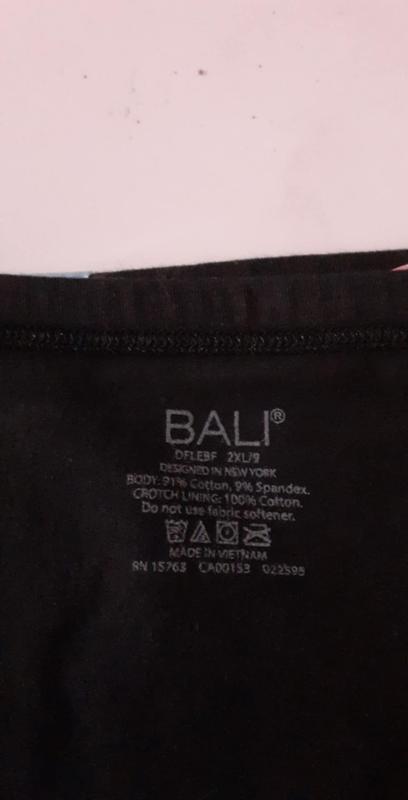 BALI®
DFLEBF 2XL/9
DESIGNED IN NEW YORK
BODY: 91% Cotton, 9% Spandex.
CROTCH LINING: 100% Cotton.
Do not use fabric softener.
MADE IN VIETNAM
RN 15763 CA00153 022595